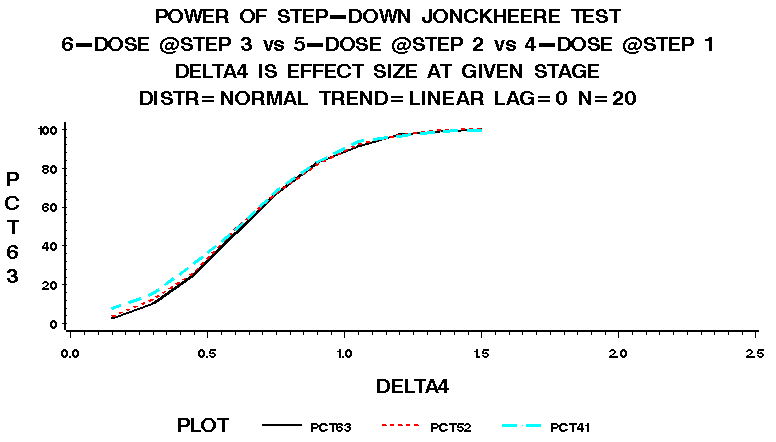 POWER OF STEP—DOWN JONCKHEERE TEST
6—DOSE @STEP 3 vs 5—DOSE @STEP 2 vs 4—DOSE @STEP 1
DELTA4 IS EFFECT SIZE AT GIVEN STAGE
DISTR=NORMAL TREND=LINEAR LAG=0 N=20
PCT63
100
80
60
40
20
0
0.0 0.5 1.0 1.5 2.0 2.5
DELTA4
PLOT PCT63 PCT52 PCT41